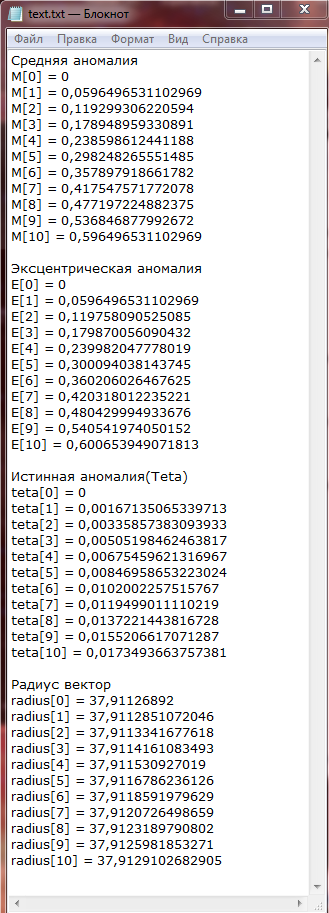 text.txt — Блокнот
Файл Правка Формат Вид Справка
Средняя аномалия
M[0] = 0
M[1] = 0,0596496531102969
M[2] = 0,119299306220594
M[3] = 0,178948959330891
M[4] = 0,238598612441188
M[5] = 0,298248265551485
M[6] = 0,357897918661782
M[7] = 0,417547571772078
M[8] = 0,477197224882375
M[9] = 0,536846877992672
M[10] = 0,596496531102969
Эксцентрическая аномалия
E[0] = 0
E[1] = 0,0596496531102969
E[2] = 0,119758090525085
E[3] = 0,179870056090432
E[4] = 0,239982047778019
E[5] = 0,300094038143745
E[6] = 0,360206026467625
E[7] = 0,420318012235221
E[8] = 0,480429994933676
E[9] = 0,540541974050152
E[10] = 0,600653949071813
Истинная аномалия(Teta)
teta[0] = 0
teta[1] = 0,00167135065339713
teta[2] = 0,00335857383093933
teta[3] = 0,00505198462463817
teta[4] = 0,00675459621316967
teta[5] = 0,00846958653223024
teta[6] = 0,0102002257515767
teta[7] = 0,0119499011110219
teta[8] = 0,0137221443816728
teta[9] = 0,0155206617071287
teta[10] = 0,0173493663757381
Радиус вектор
radius[0] = 37,91126892
radius[1] = 37,9112851072046
radius[2] = 37,9113341677618
radius[3] = 37,9114161083493
radius[4] = 37,911530927019
radius[5] = 37,9116786236126
radius[6] = 37,9118591979629
radius[7] = 37,9120726498659
radius[8] = 37,9123189790802
radius[9] = 37,9125981853271
radius[10] = 37,9129102682905